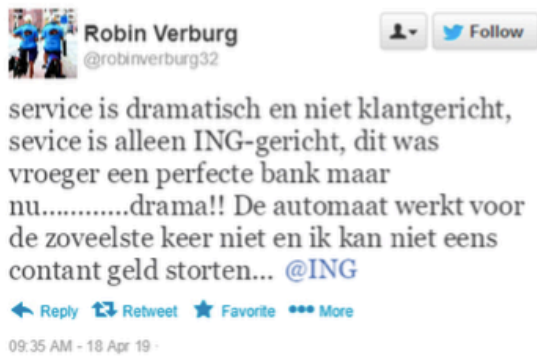 Robin Verburg
@robinverburg32
Follow
service is dramatisch en niet klantgericht,
sevice is alleen ING-gericht, dit was
vroeger een perfecte bank maar
nu............drama!! De automaat werkt voor
de zoveelste keer niet en ik kan niet eens
contant geld storten... @ING
Reply Retweet Favorite More
09:35 AM - 18 Apr 19 ·